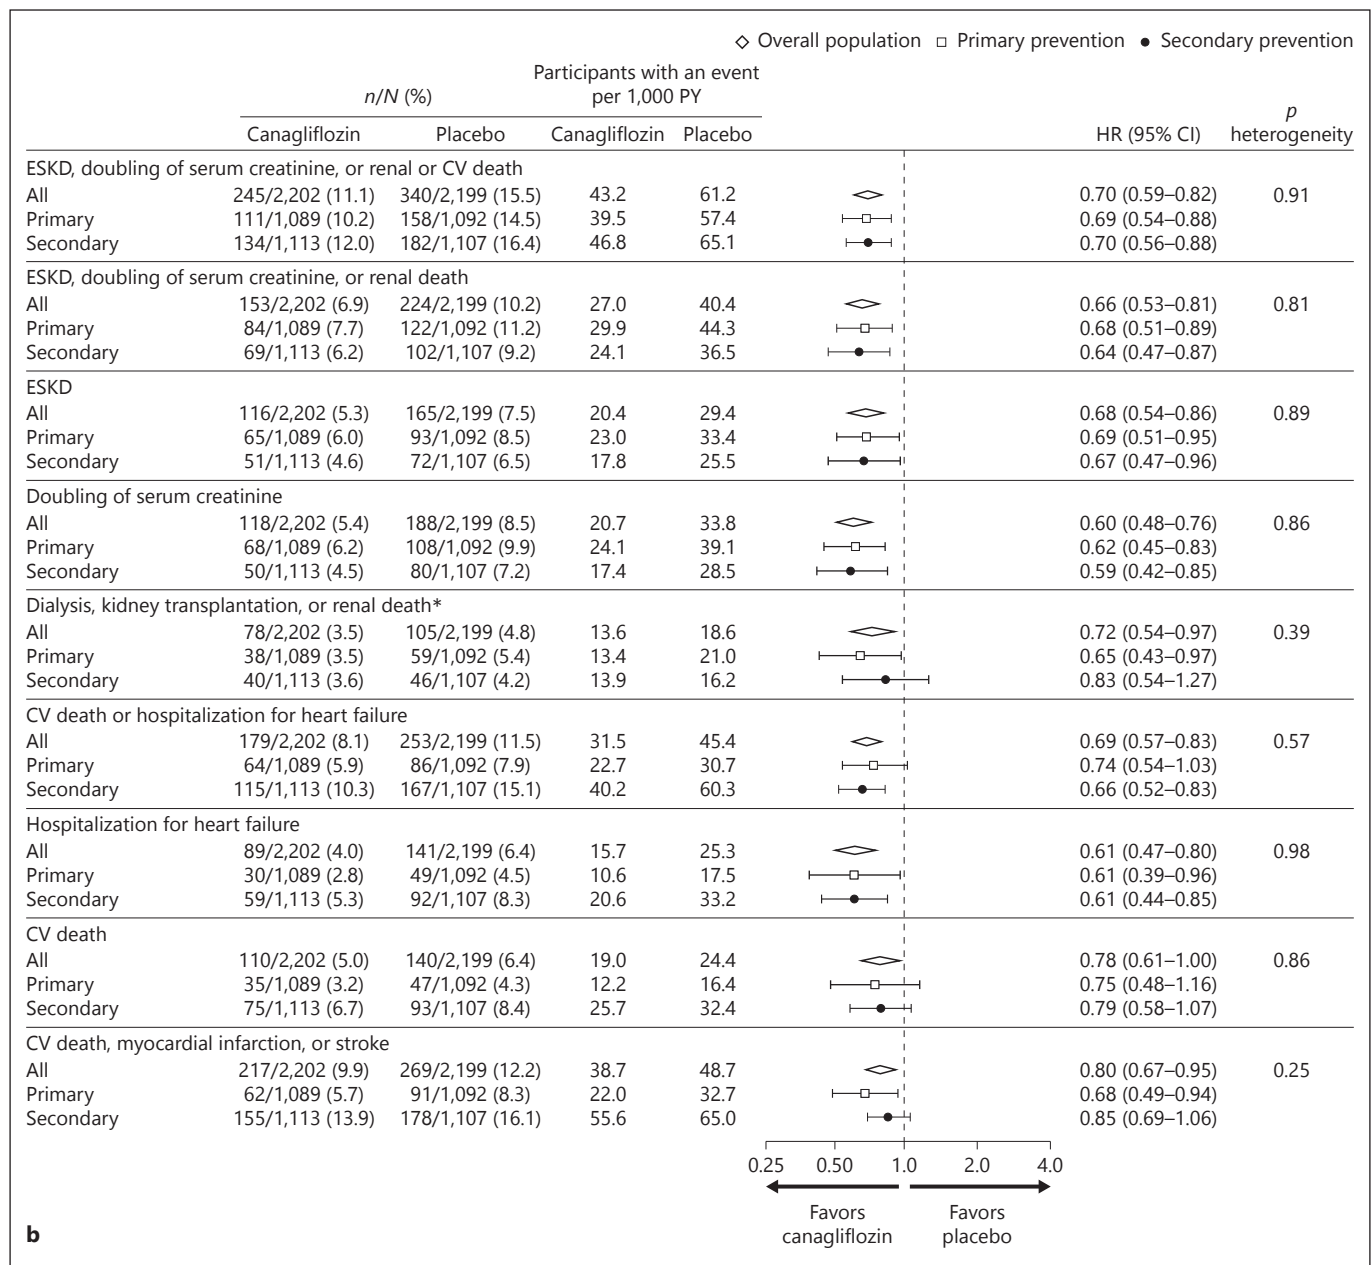 ◇ Overall population □ Primary prevention ● Secondary prevention
n/N (%) Participants with an event per 1,000 PY
Canagliflozin Placebo Canagliflozin Placebo HR (95% CI) p heterogeneity
ESKD, doubling of serum creatinine, or renal or CV death
All 245/2,202 (11.1) 340/2,199 (15.5) 43.2 61.2 0.70 (0.59–0.82) 0.91
Primary 111/1,089 (10.2) 158/1,092 (14.5) 39.5 57.4 0.69 (0.54–0.88)
Secondary 134/1,113 (12.0) 182/1,107 (16.4) 46.8 65.1 0.70 (0.56–0.88)
ESKD, doubling of serum creatinine, or renal death
All 153/2,202 (6.9) 224/2,199 (10.2) 27.0 40.4 0.66 (0.53–0.81) 0.81
Primary 84/1,089 (7.7) 122/1,092 (11.2) 29.9 44.3 0.68 (0.51–0.89)
Secondary 69/1,113 (6.2) 102/1,107 (9.2) 24.1 36.5 0.64 (0.47–0.87)
ESKD
All 116/2,202 (5.3) 165/2,199 (7.5) 20.4 29.4 0.68 (0.54–0.86) 0.89
Primary 65/1,089 (6.0) 93/1,092 (8.5) 23.0 33.4 0.69 (0.51–0.95)
Secondary 51/1,113 (4.6) 72/1,107 (6.5) 17.8 25.5 0.67 (0.47–0.96)
Doubling of serum creatinine
All 118/2,202 (5.4) 188/2,199 (8.5) 20.7 33.8 0.60 (0.48–0.76) 0.86
Primary 68/1,089 (6.2) 108/1,092 (9.9) 24.1 39.1 0.62 (0.45–0.83)
Secondary 50/1,113 (4.5) 80/1,107 (7.2) 17.4 28.5 0.59 (0.42–0.85)
Dialysis, kidney transplantation, or renal death*
All 78/2,202 (3.5) 105/2,199 (4.8) 13.6 18.6 0.72 (0.54–0.97) 0.39
Primary 38/1,089 (3.5) 59/1,092 (5.4) 13.4 21.0 0.65 (0.43–0.97)
Secondary 40/1,113 (3.6) 46/1,107 (4.2) 13.9 16.2 0.83 (0.54–1.27)
CV death or hospitalization for heart failure
All 179/2,202 (8.1) 253/2,199 (11.5) 31.5 45.4 0.69 (0.57–0.83) 0.57
Primary 64/1,089 (5.9) 86/1,092 (7.9) 22.7 30.7 0.74 (0.54–1.03)
Secondary 115/1,113 (10.3) 167/1,107 (15.1) 40.2 60.3 0.66 (0.52–0.83)
Hospitalization for heart failure
All 89/2,202 (4.0) 141/2,199 (6.4) 15.7 25.3 0.61 (0.47–0.80) 0.98
Primary 30/1,089 (2.8) 49/1,092 (4.5) 10.6 17.5 0.61 (0.39–0.96)
Secondary 59/1,113 (5.3) 92/1,107 (8.3) 20.6 33.2 0.61 (0.44–0.85)
CV death
All 110/2,202 (5.0) 140/2,199 (6.4) 19.0 24.4 0.78 (0.61–1.00) 0.86
Primary 35/1,089 (3.2) 47/1,092 (4.3) 12.2 16.4 0.75 (0.48–1.16)
Secondary 75/1,113 (6.7) 93/1,107 (8.4) 25.7 32.4 0.79 (0.58–1.07)
CV death, myocardial infarction, or stroke
All 217/2,202 (9.9) 269/2,199 (12.2) 38.7 48.7 0.80 (0.67–0.95) 0.25
Primary 62/1,089 (5.7) 91/1,092 (8.3) 22.0 32.7 0.68 (0.49–0.94)
Secondary 155/1,113 (13.9) 178/1,107 (16.1) 55.6 65.0 0.85 (0.69–1.06)
0.25 0.50 1.0 2.0 4.0
Favors canagliflozin Favors placebo
b